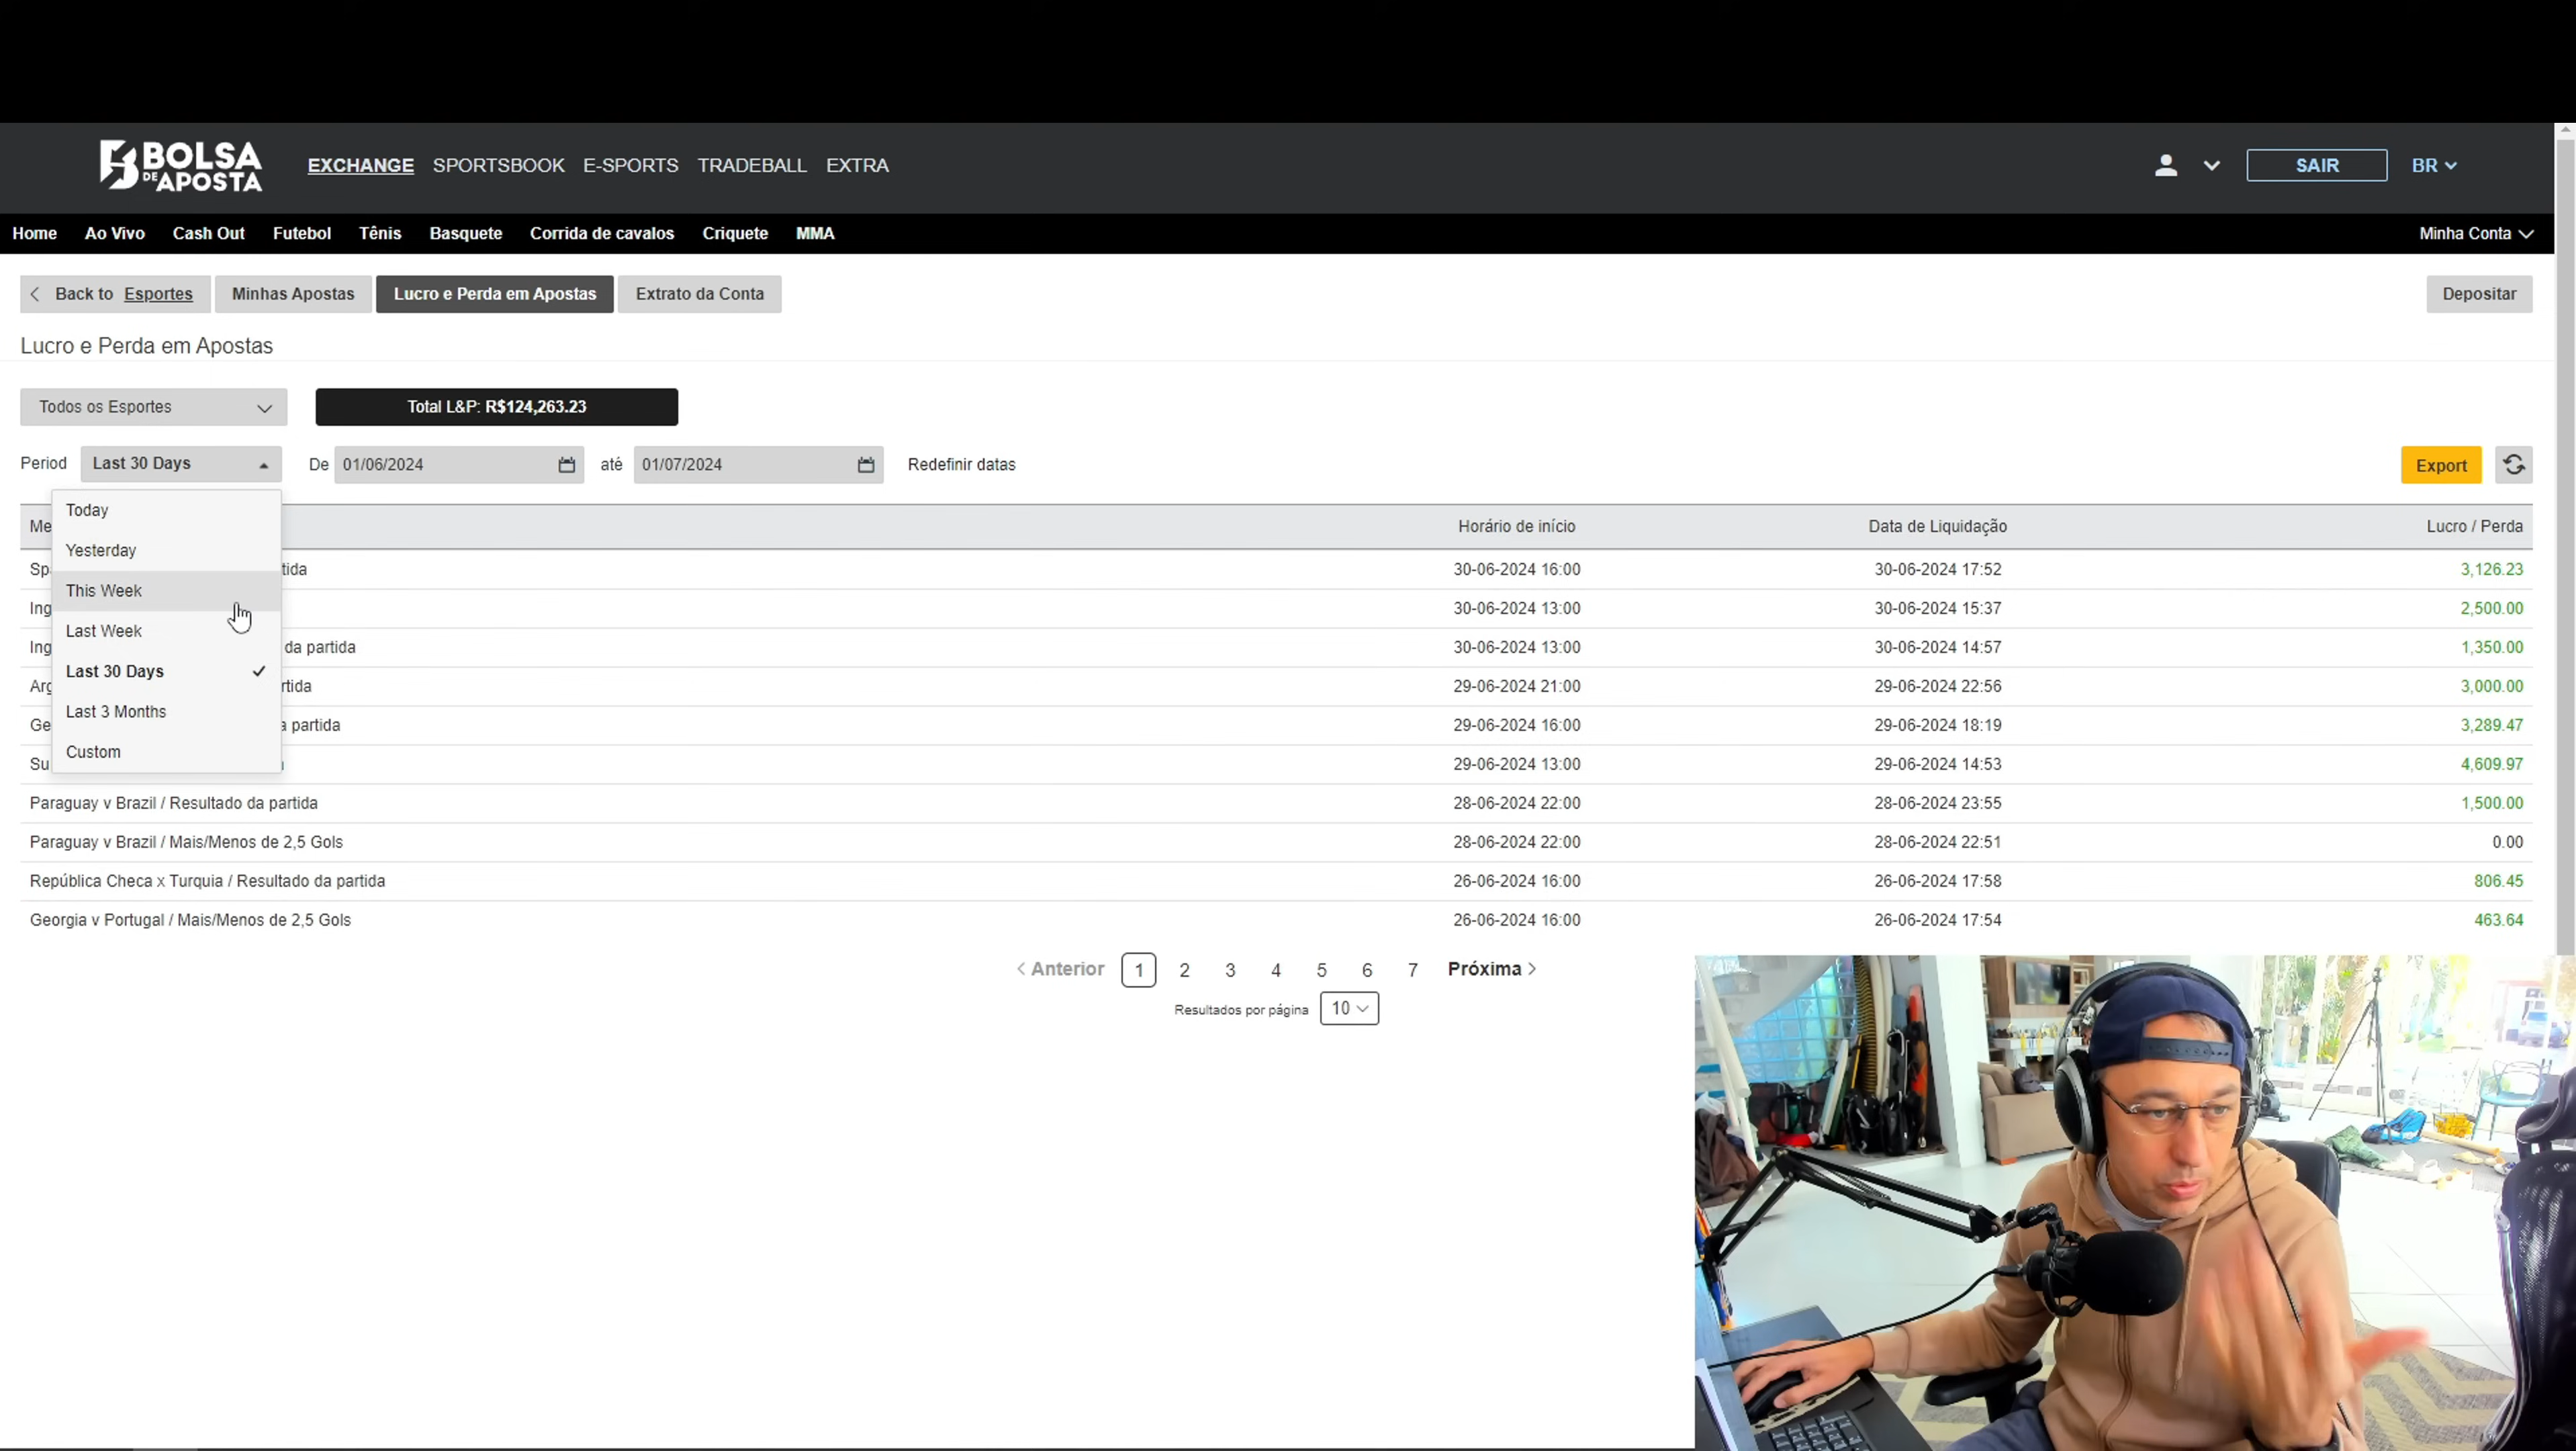 BOLSA DE APOSTA EXCHANGE SPORTSBOOK E-SPORTS TRADEBALL EXTRA SAIR BR
Home Ao Vivo Cash Out Futebol Tênis Basquete Corrida de cavalos Criquete MMA Minha Conta
Back to Esportes Minhas Apostas Lucro e Perda em Apostas Extrato da Conta Depositar
Lucro e Perda em Apostas
Todos os Esportes Total L&P: R$124,263.23
Period Last 30 Days De 01/06/2024 até 01/07/2024 Redefinir datas Export
Today
Yesterday
This Week
Last Week
Last 30 Days
Last 3 Months
Custom
Horário de início Data de Liquidação Lucro / Perda
30-06-2024 16:00 30-06-2024 17:52 3,126.23
30-06-2024 13:00 30-06-2024 15:37 2,500.00
da partida 30-06-2024 13:00 30-06-2024 14:57 1,350.00
29-06-2024 21:00 29-06-2024 22:56 3,000.00
partida 29-06-2024 16:00 29-06-2024 18:19 3,289.47
29-06-2024 13:00 29-06-2024 14:53 4,609.97
Paraguay v Brazil / Resultado da partida 28-06-2024 22:00 28-06-2024 23:55 1,500.00
Paraguay v Brazil / Mais/Menos de 2,5 Gols 28-06-2024 22:00 28-06-2024 22:51 0.00
República Checa x Turquia / Resultado da partida 26-06-2024 16:00 26-06-2024 17:58 806.45
Georgia v Portugal / Mais/Menos de 2,5 Gols 26-06-2024 16:00 26-06-2024 17:54 463.64
Anterior 1 2 3 4 5 6 7 Próxima
Resultados por página 10